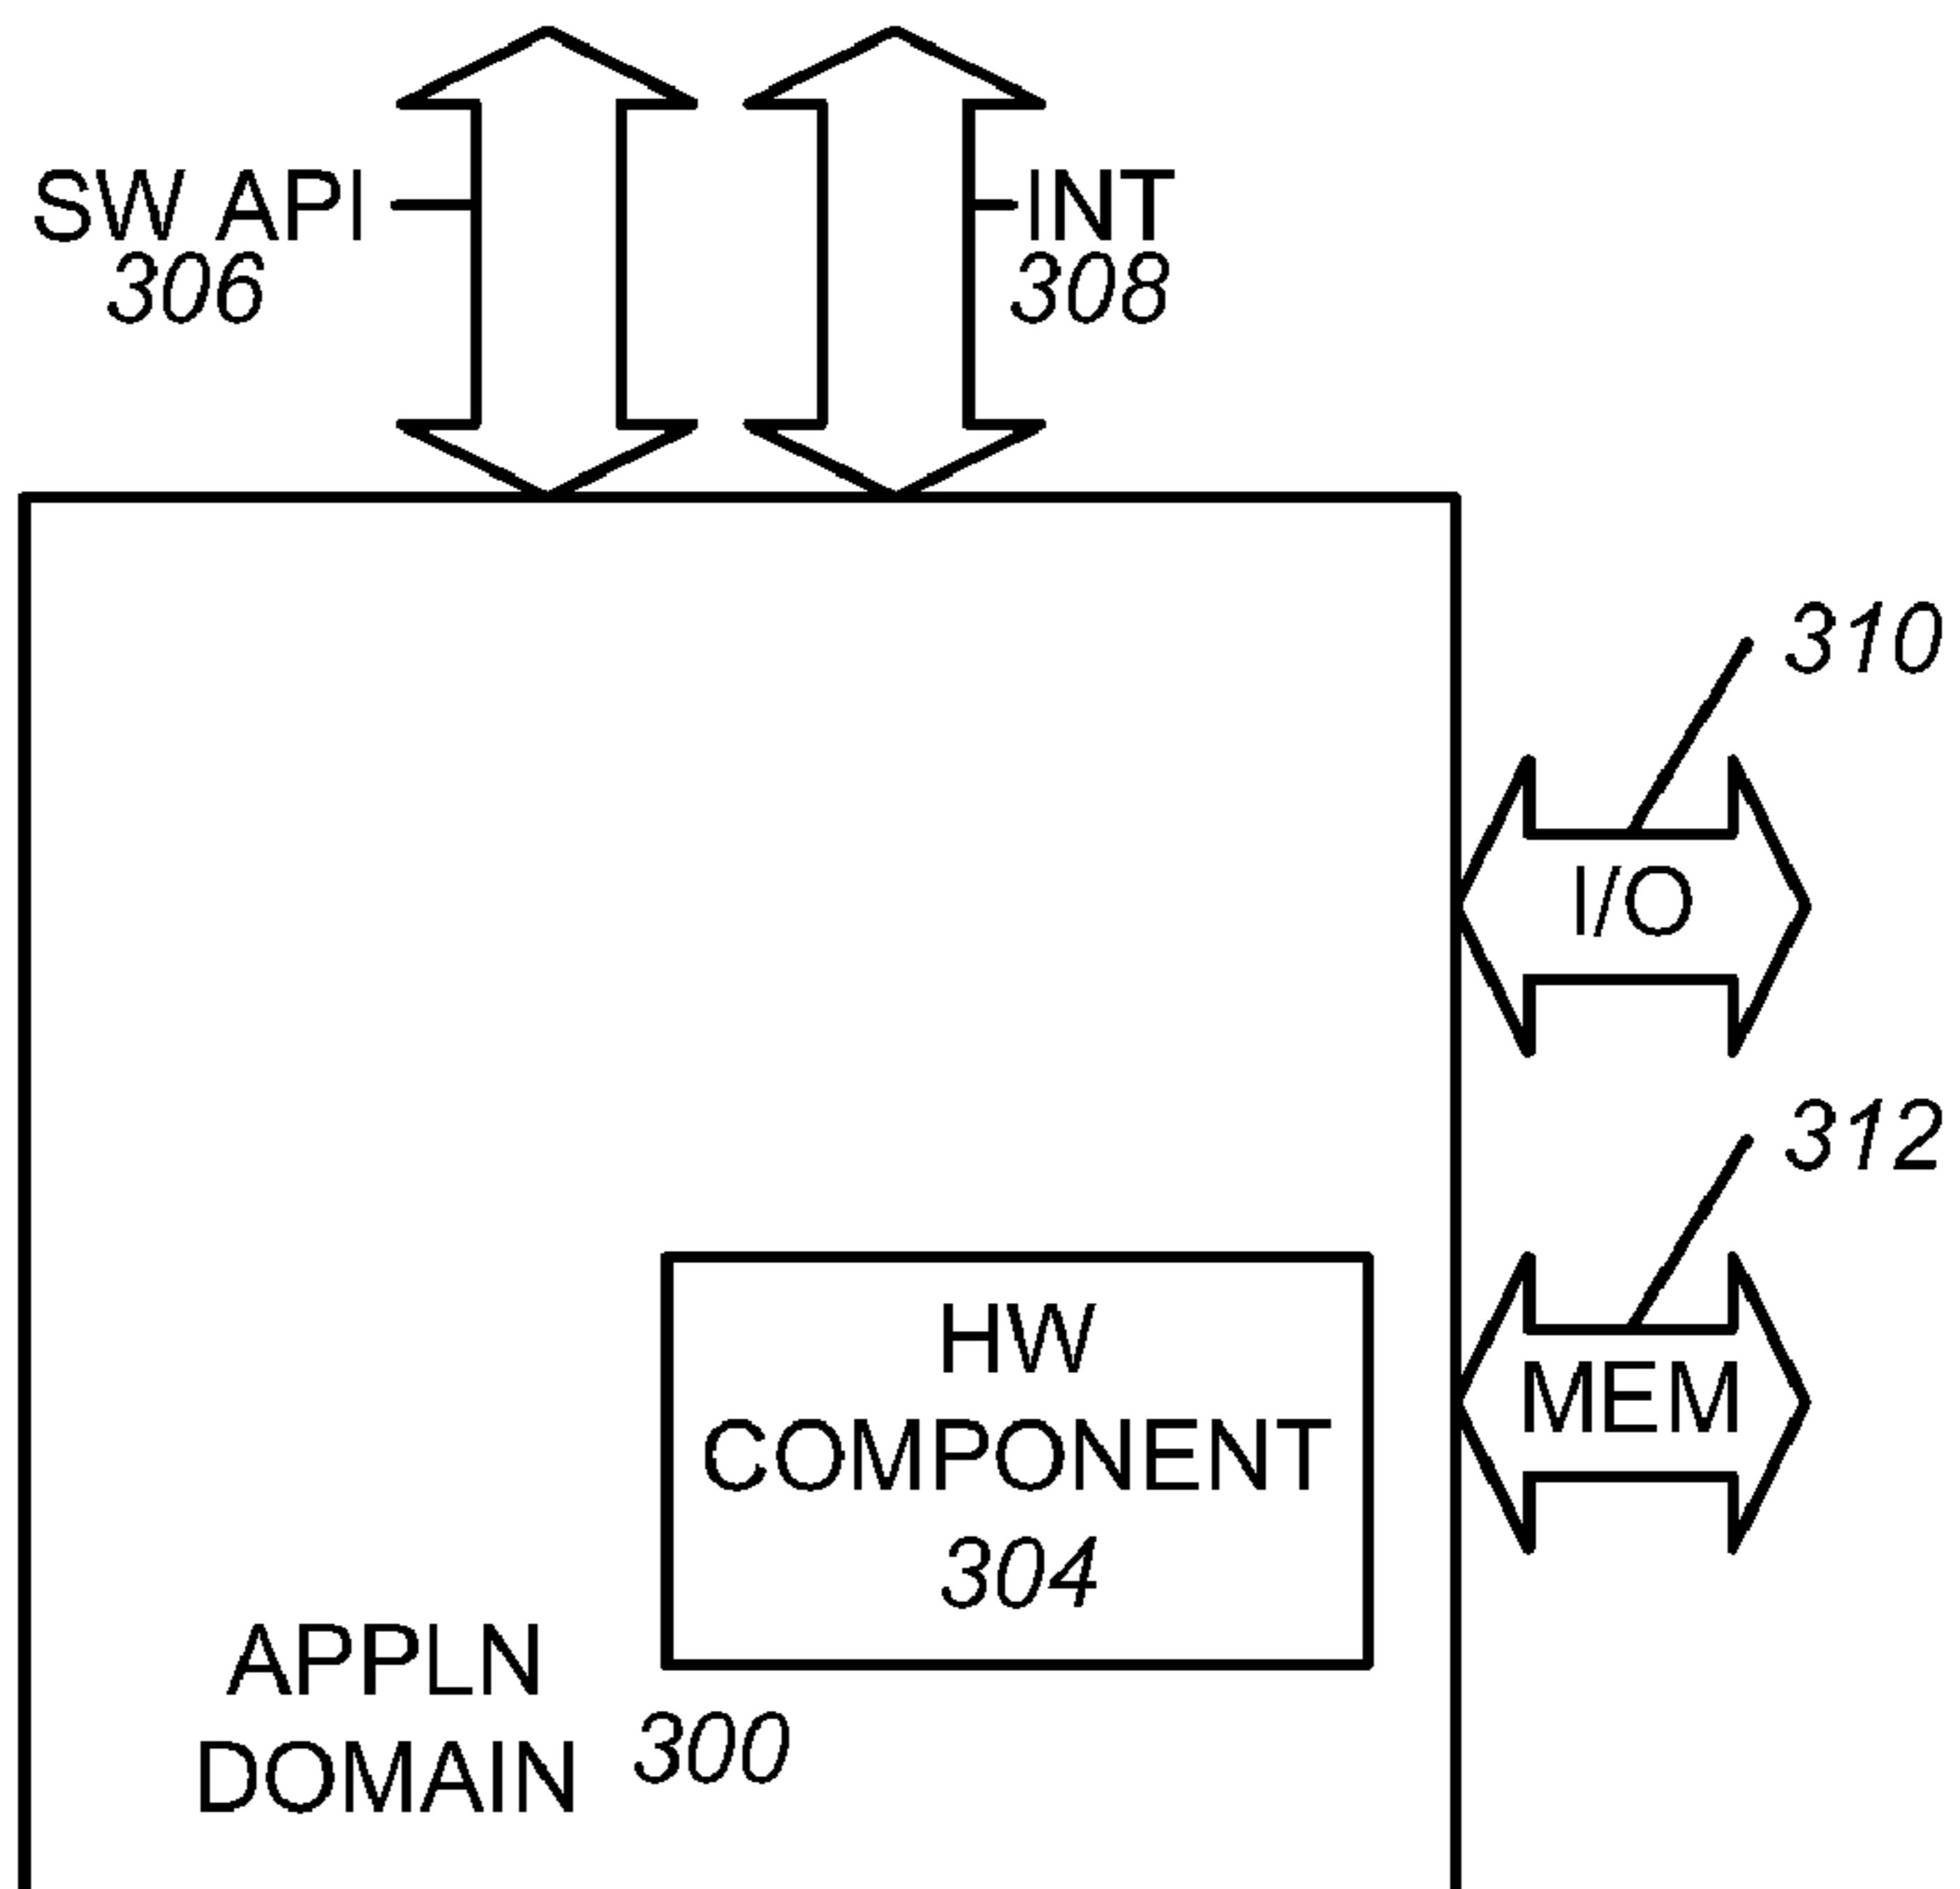 SW API
306
INT
308
310
I/O
312
MEM
HW
COMPONENT
304
APPLN
DOMAIN
300